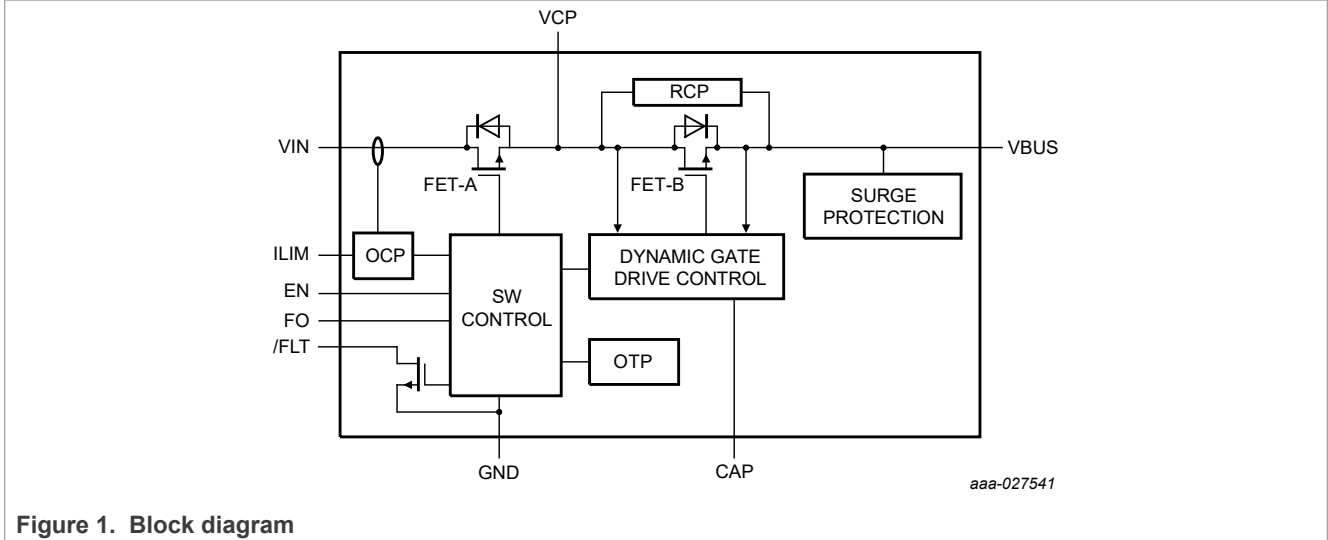 VCP
RCP
VIN
VBUS
FET-A
FET-B
SURGE
PROTECTION
ILIM
OCP
DYNAMIC GATE
DRIVE CONTROL
EN
SW
CONTROL
FO
/FLT
OTP
GND
CAP
aaa-027541
Figure 1. Block diagram